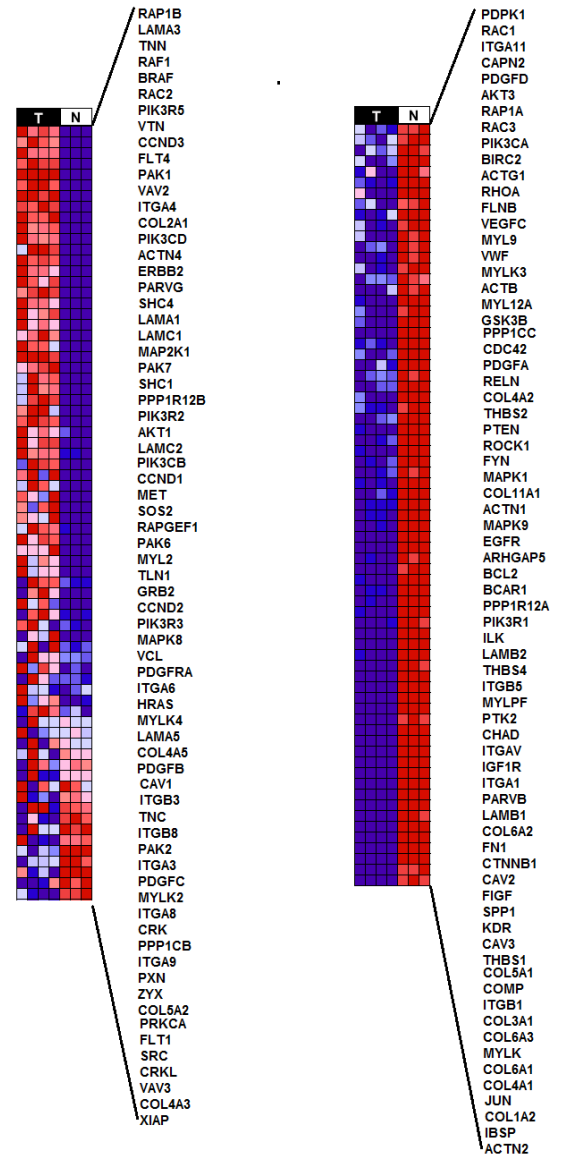 T N
RAP1B
LAMA3
TNN
RAF1
BRAF
RAC2
PIK3R5
VTN
CCND3
FLT4
PAK1
VAV2
ITGA4
COL2A1
PIK3CD
ACTN4
ERBB2
PARVG
SHC4
LAMA1
LAMC1
MAP2K1
PAK7
SHC1
PPP1R12B
PIK3R2
AKT1
LAMC2
PIK3CB
CCND1
MET
SOS2
RAPGEF1
PAK6
MYL2
TLN1
GRB2
CCND2
PIK3R3
MAPK8
VCL
PDGFRA
ITGA6
HRAS
MYLK4
LAMA5
COL4A5
PDGFB
CAV1
ITGB3
TNC
ITGB8
PAK2
ITGA3
PDGFC
MYLK2
ITGA8
CRK
PPP1CB
ITGA9
PXN
ZYX
COL5A2
PRKCA
FLT1
SRC
CRKL
VAV3
COL4A3
XIAP
T N
PDPK1
RAC1
ITGA11
CAPN2
PDGFD
AKT3
RAP1A
RAC3
PIK3CA
BIRC2
ACTG1
RHOA
FLNB
VEGFC
MYL9
VWF
MYLK3
ACTB
MYL12A
GSK3B
PPP1CC
CDC42
PDGFA
RELN
COL4A2
THBS2
PTEN
ROCK1
FYN
MAPK1
COL11A1
ACTN1
MAPK9
EGFR
ARHGAP5
BCL2
BCAR1
PPP1R12A
PIK3R1
ILK
LAMB2
THBS4
ITGB5
MYLPF
PTK2
CHAD
ITGAV
IGF1R
ITGA1
PARVB
LAMB1
COL6A2
FN1
CTNNB1
CAV2
FIGF
SPP1
KDR
CAV3
THBS1
COL5A1
COMP
ITGB1
COL3A1
COL6A3
MYLK
COL6A1
COL4A1
JUN
COL1A2
IBSP
ACTN2